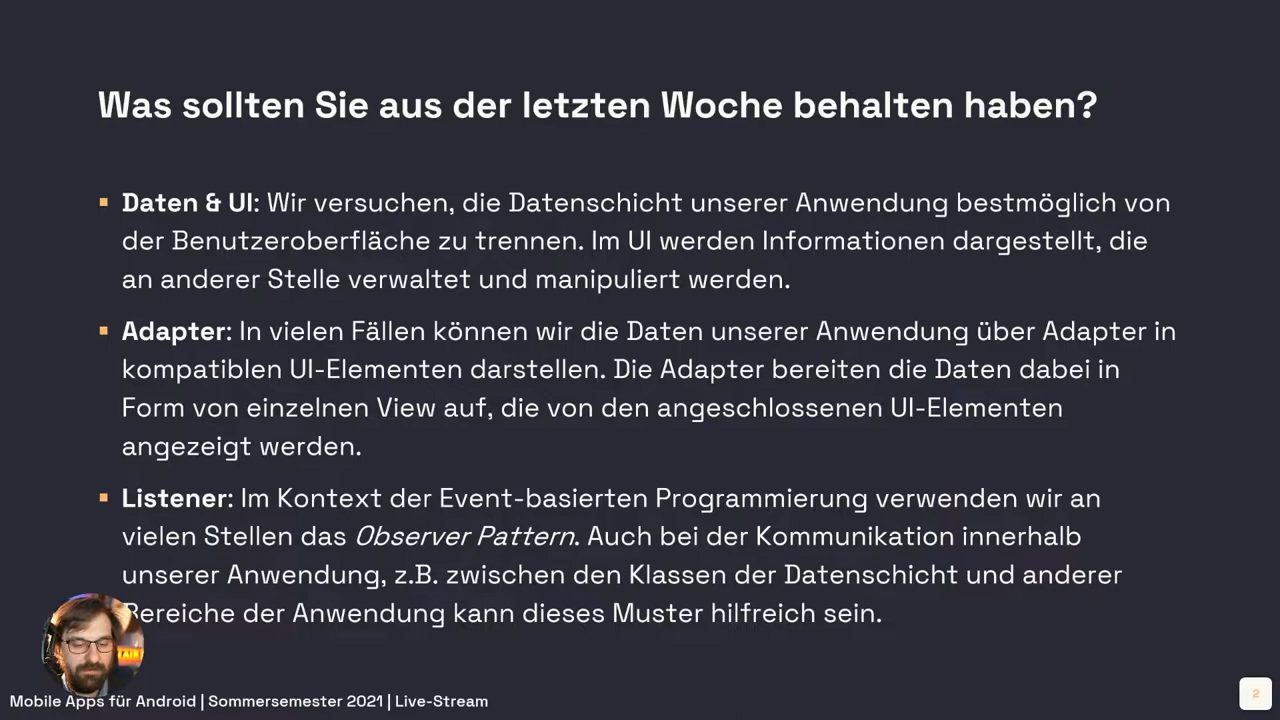 Was sollten Sie aus der letzten Woche behalten haben?
▪ Daten & UI: Wir versuchen, die Datenschicht unserer Anwendung bestmöglich von
der Benutzeroberfläche zu trennen. Im UI werden Informationen dargestellt, die
an anderer Stelle verwaltet und manipuliert werden.
▪ Adapter: In vielen Fällen können wir die Daten unserer Anwendung über Adapter in
kompatiblen UI-Elementen darstellen. Die Adapter bereiten die Daten dabei in
Form von einzelnen View auf, die von den angeschlossenen UI-Elementen
angezeigt werden.
▪ Listener: Im Kontext der Event-basierten Programmierung verwenden wir an
vielen Stellen das Observer Pattern. Auch bei der Kommunikation innerhalb
unserer Anwendung, z.B. zwischen den Klassen der Datenschicht und anderer
Bereiche der Anwendung kann dieses Muster hilfreich sein.
Mobile Apps für Android | Sommersemester 2021 | Live-Stream
2